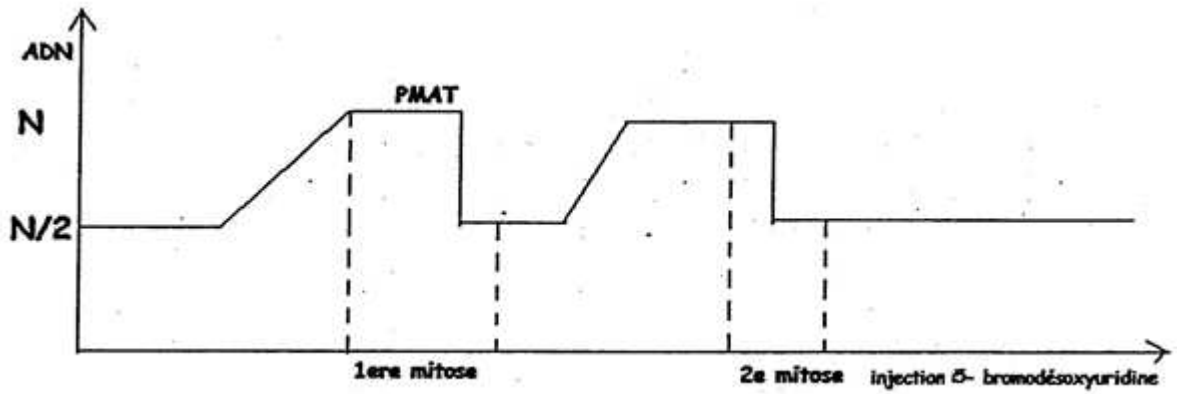 ADN
PMAT
N
N/2
1ere mitose
2e mitose
injection 5- bromodésoxyuridine